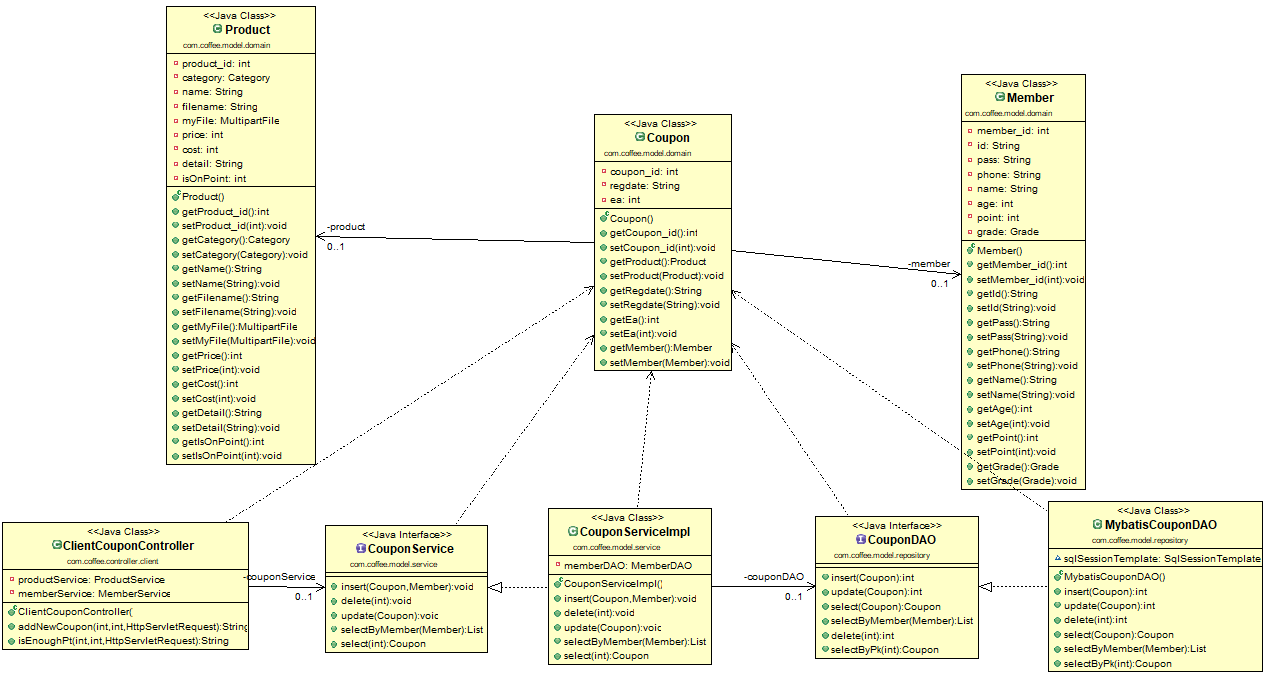 <<Java Class>>
Product
com.coffee.model.domain
product_id: int
category: Category
name: String
filename: String
myFile: MultipartFile
price: int
cost: int
detail: String
isOnPoint: int
Product()
getProduct_id():int
setProduct_id(int):void
getCategory():Category
setCategory(Category):void
getName():String
setName(String):void
getFilename():String
setFilename(String):void
getMyFile():MultipartFile
setMyFile(MultipartFile):void
getPrice():int
setPrice(int):void
getCost():int
setCost(int):void
getDetail():String
setDetail(String):void
getIsOnPoint():int
setIsOnPoint(int):void
-product
0..1
<<Java Class>>
Coupon
com.coffee.model.domain
coupon_id: int
regdate: String
ea: int
Coupon()
getCoupon_id():int
setCoupon_id(int):void
getProduct():Product
setProduct(Product):void
getRegdate():String
setRegdate(String):void
getEa():int
setEa(int):void
getMember():Member
setMember(Member):void
-member
0..1
<<Java Class>>
Member
com.coffee.model.domain
member_id: int
id: String
pass: String
phone: String
name: String
age: int
point: int
grade: Grade
Member()
getMember_id():int
setMember_id(int):void
getId():String
setId(String):void
getPass():String
setPass(String):void
getPhone():String
setPhone(String):void
getName():String
setName(String):void
getAge():int
setAge(int):void
getPoint():int
setPoint(int):void
getGrade():Grade
setGrade(Grade):void
<<Java Class>>
ClientCouponController
com.coffee.controller.client
productService: ProductService
memberService: MemberService
ClientCouponController(
addNewCoupon(int,int,HttpServletRequest):String
isEnoughPt(int,int,HttpServletRequest):String
-couponService
0..1
<<Java Interface>>
CouponService
com.coffee.model.service
insert(Coupon,Member):void
delete(int):void
update(Coupon):voic
selectByMember(Member):List
select(int):Coupon
<<Java Class>>
CouponServiceImpl
com.coffee.model.service
memberDAO: MemberDAO
CouponServiceImpl()
insert(Coupon,Member):void
delete(int):void
update(Coupon):voic
selectByMember(Member):List
select(int):Coupon
-couponDAO
0..1
<<Java Interface>>
CouponDAO
com.coffee.model.repository
insert(Coupon):int
update(Coupon):int
select(Coupon):Coupon
selectByMember(Member):List
delete(int):int
selectByPk(int):Coupon
<<Java Class>>
MybatisCouponDAO
com.coffee.model.repository
sqlSessionTemplate: SqlSessionTemplate
MybatisCouponDAO()
insert(Coupon):int
update(Coupon):int
delete(int):int
select(Coupon):Coupon
selectByMember(Member):List
selectByPk(int):Coupon